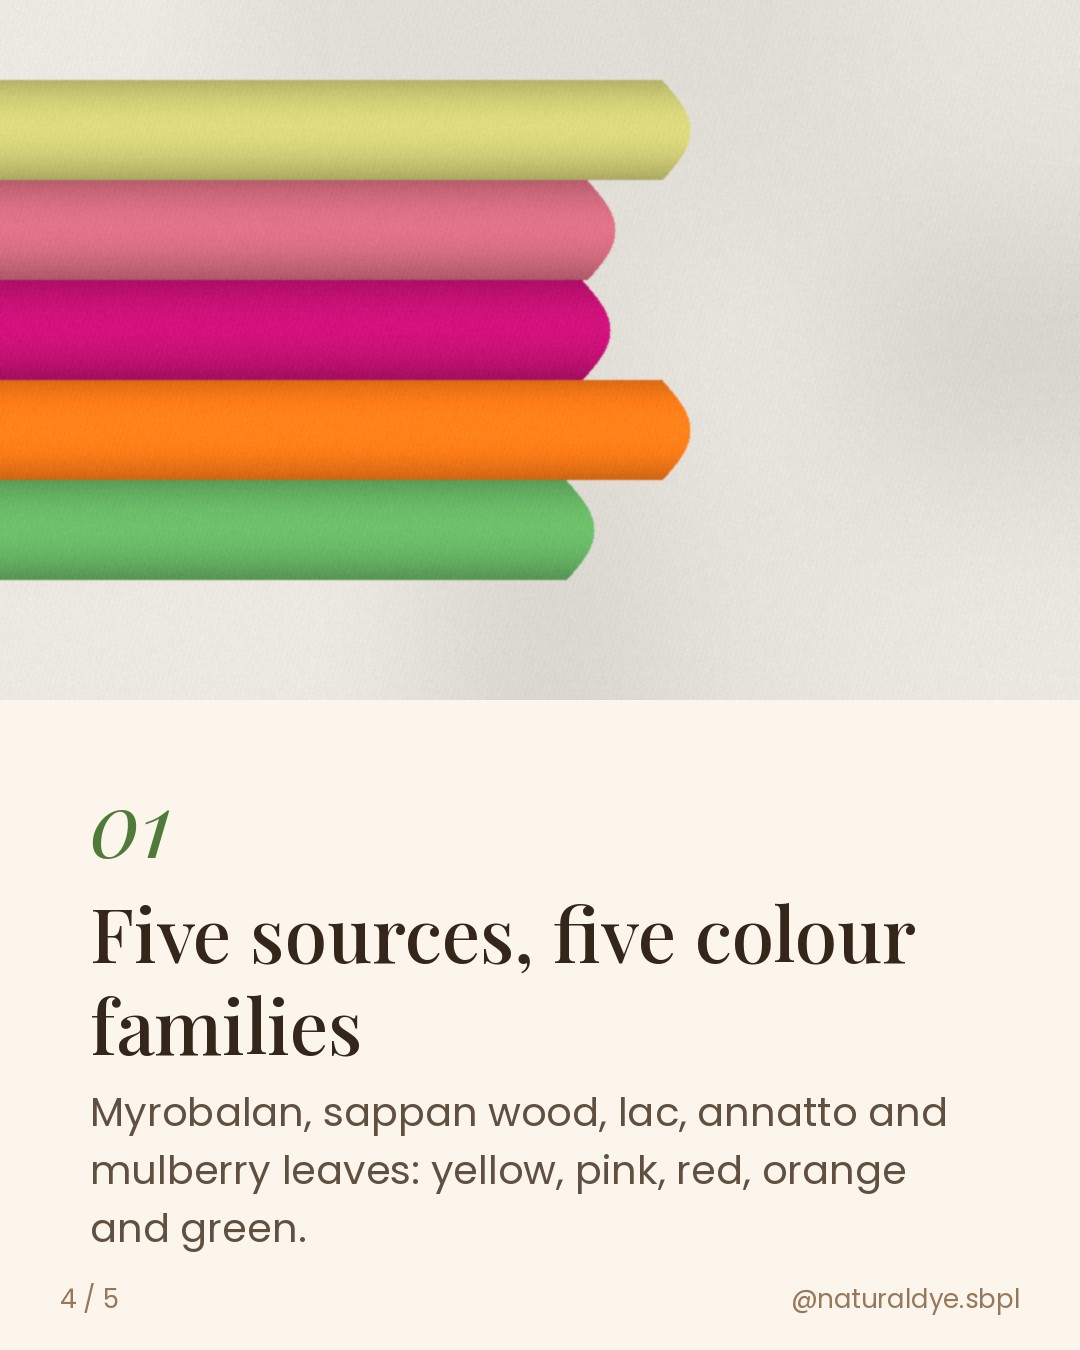 01
Five sources, five colour
families
Myrobalan, sappan wood, lac, annatto and
mulberry leaves: yellow, pink, red, orange
and green.
4 / 5
@naturaldye.sbpl